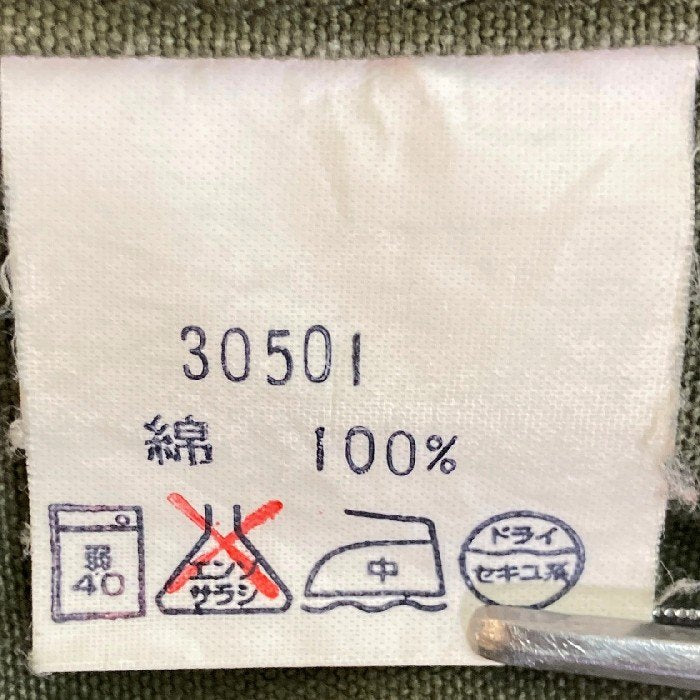 30501
綿 100%
弱 40
エンソ サラシ
中
ドライ セキユ系